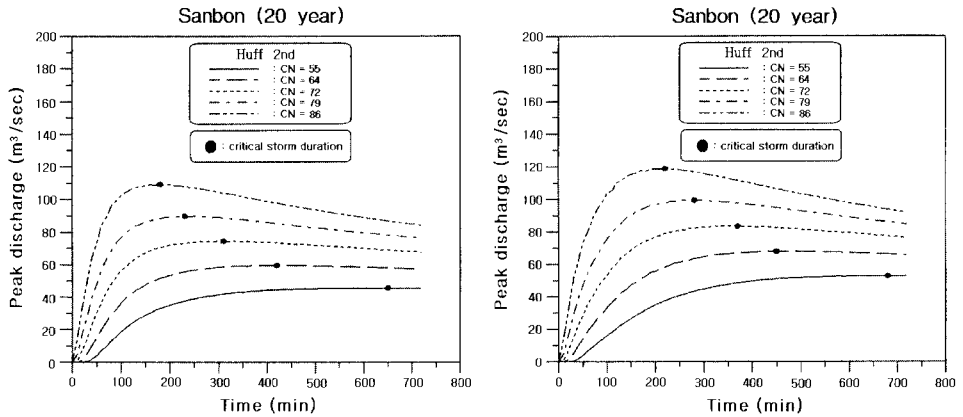 Sanbon (20 year)
Huff 2nd
: CN = 55
: CN = 64
: CN = 72
: CN = 79
: CN = 86
: critical storm duration
Peak discharge (m³/sec)
200
180
160
140
120
100
80
60
40
20
0
0 100 200 300 400 500 600 700 800
Time (min)
Sanbon (20 year)
Huff 2nd
: CN = 55
: CN = 64
: CN = 72
: CN = 79
: CN = 86
: critical storm duration
Peak discharge (m³/sec)
200
180
160
140
120
100
80
60
40
20
0
0 100 200 300 400 500 600 700 800
Time (min)